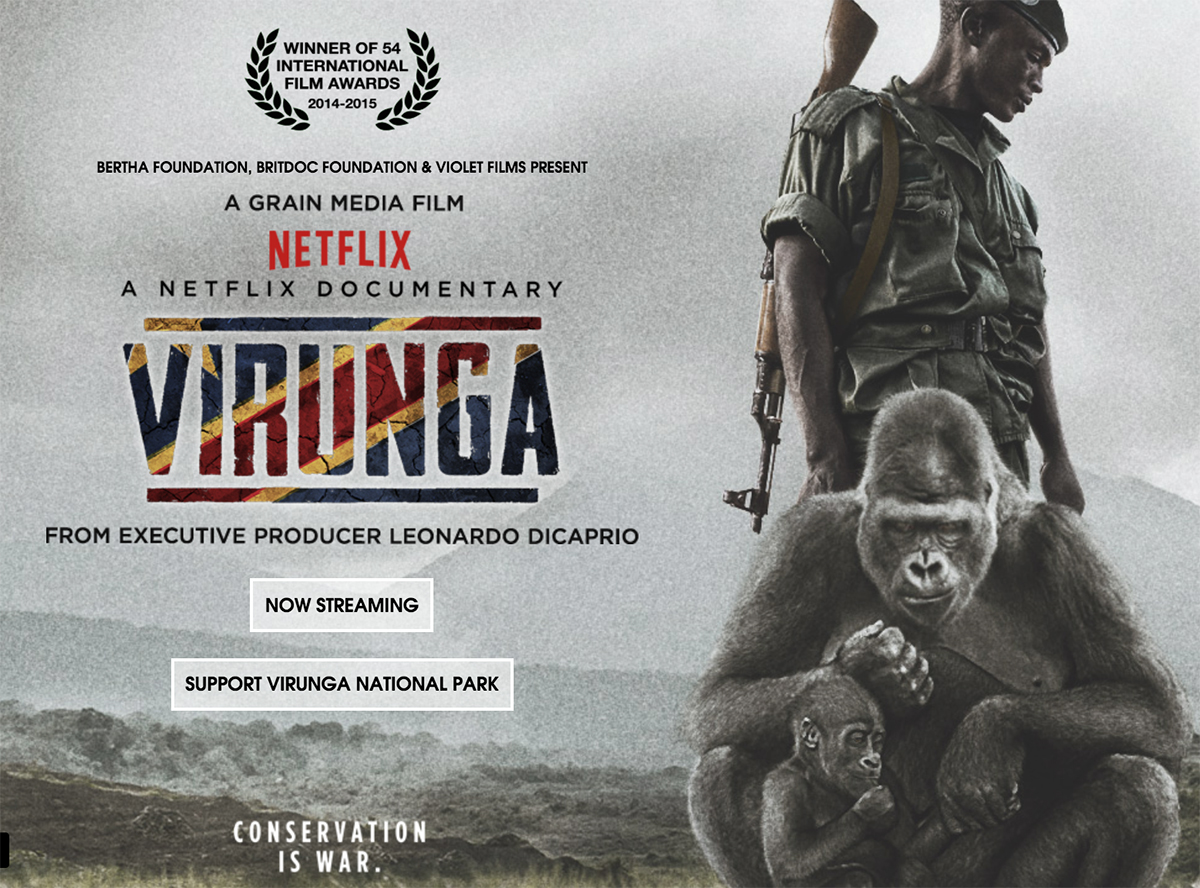 WINNER OF 54
INTERNATIONAL
FILM AWARDS
2014-2015
BERTHA FOUNDATION, BRITDOC FOUNDATION & VIOLET FILMS PRESENT
A GRAIN MEDIA FILM
NETFLIX
A NETFLIX DOCUMENTARY
VIRUNGA
FROM EXECUTIVE PRODUCER LEONARDO DICAPRIO
NOW STREAMING
SUPPORT VIRUNGA NATIONAL PARK
CONSERVATION
IS WAR.